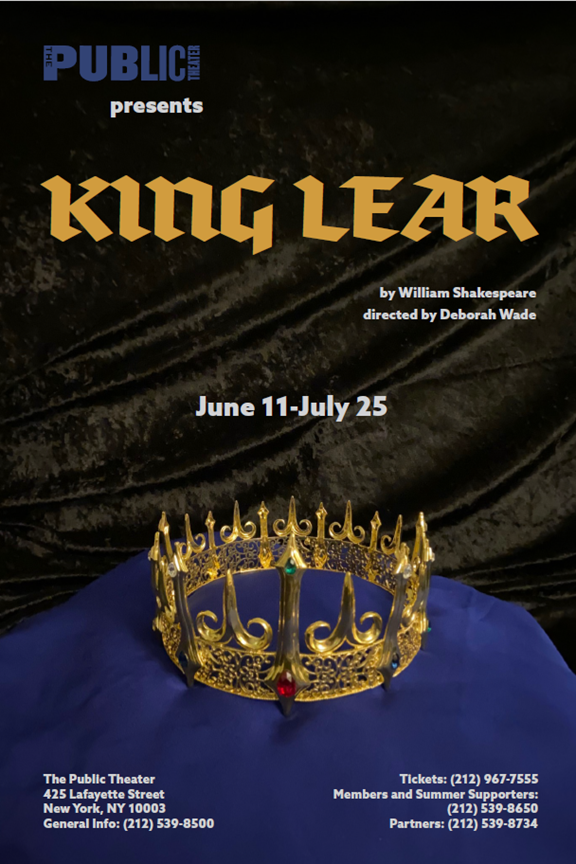 THE PUBLIC THEATER
presents
KING LEAR
by William Shakespeare
directed by Deborah Wade
June 11-July 25
The Public Theater
425 Lafayette Street
New York, NY 10003
General Info: (212) 539-8500
Tickets: (212) 967-7555
Members and Summer Supporters:
(212) 539-8650
Partners: (212) 539-8734